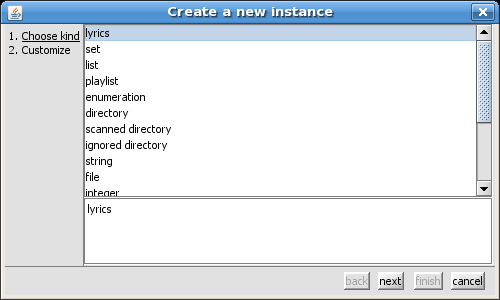 Create a new instance
1. Choose kind
2. Customize
lyrics
set
list
playlist
enumeration
directory
scanned directory
ignored directory
string
file
integer
lyrics
back next finish cancel